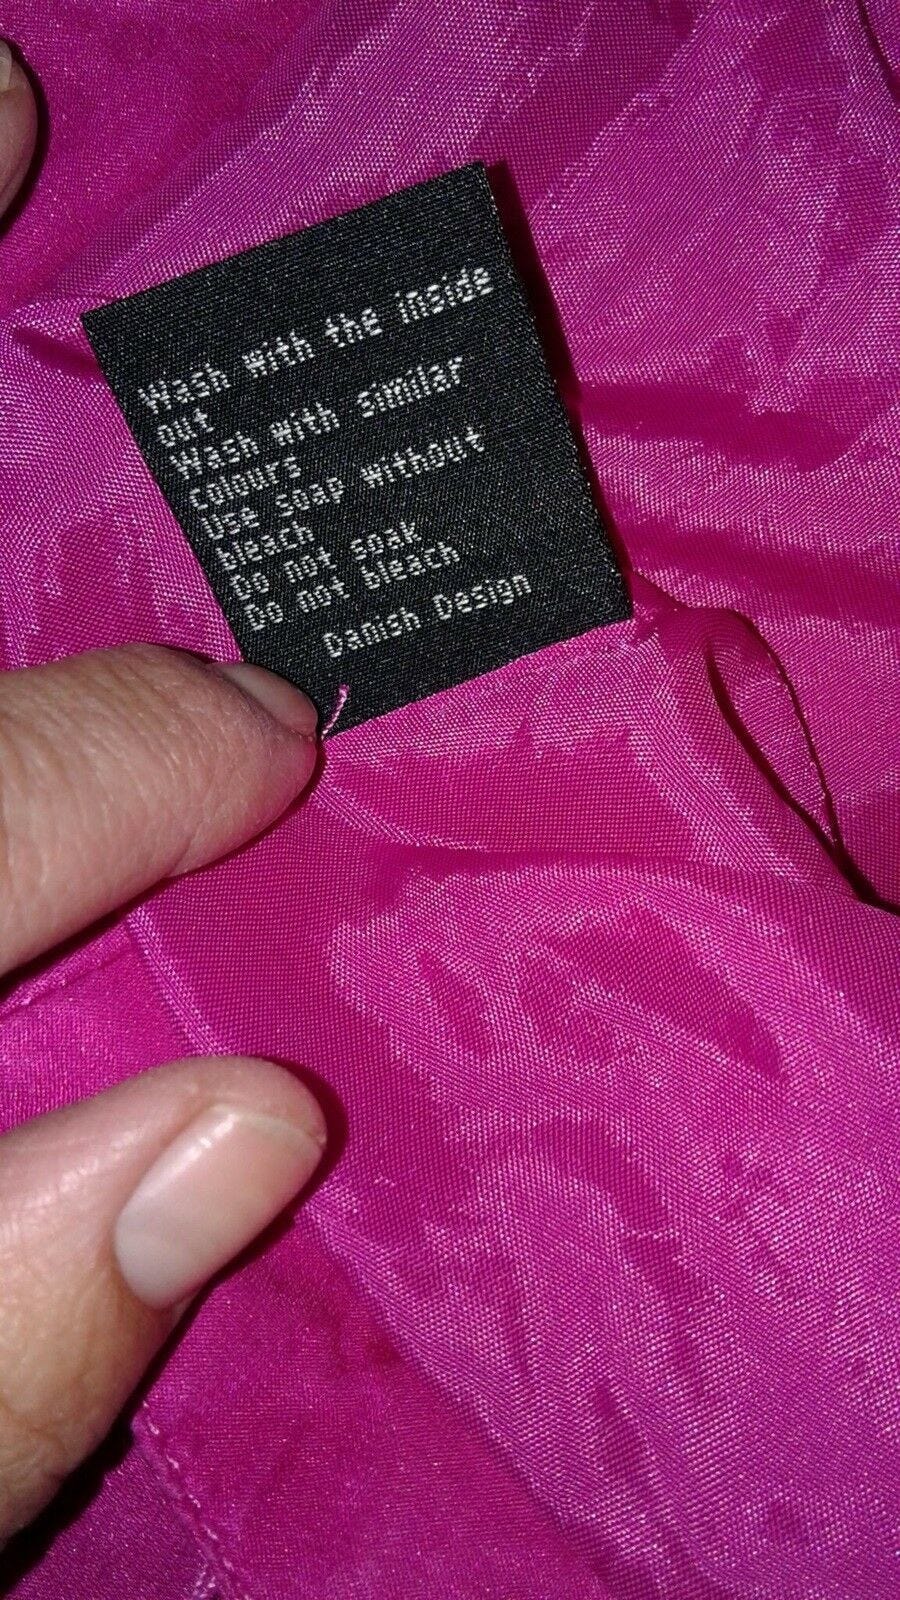 Wash with the inside
out
Wash with similar
colours
Use soap without
bleach
Do not soak
Do not bleach
Danish Design